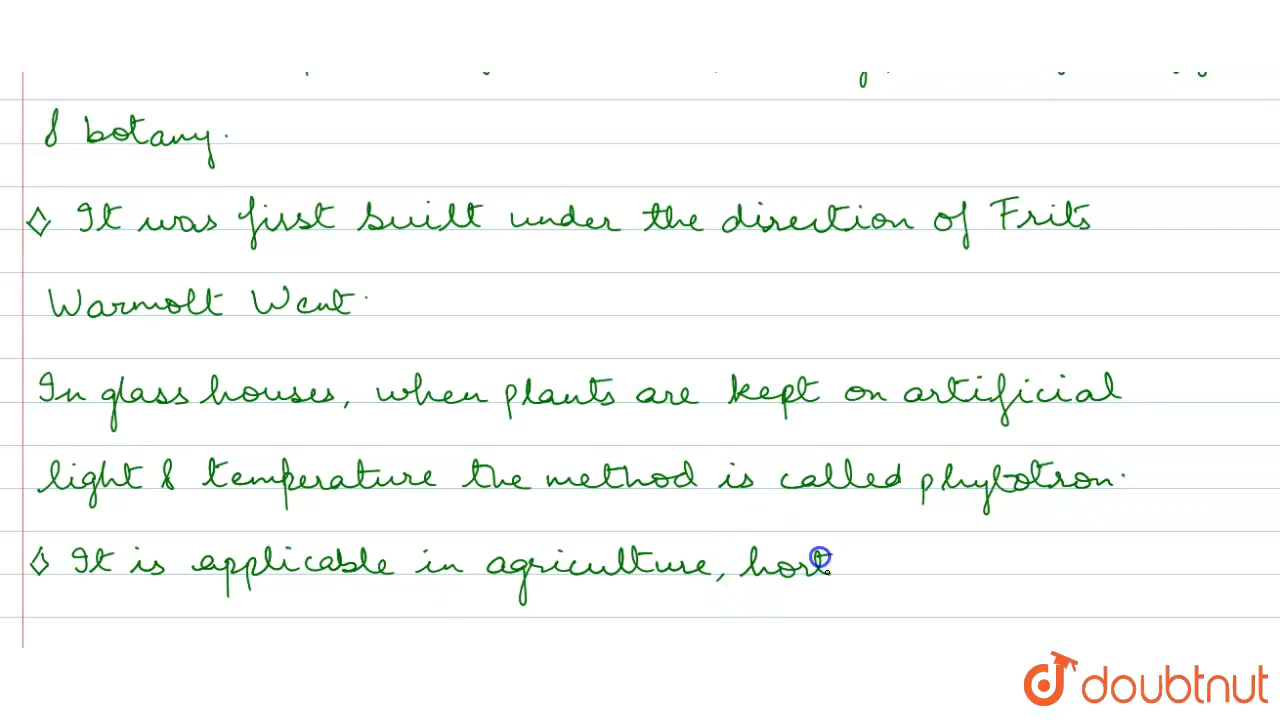 & botany.
◇ It was first built under the direction of Frits
Warmolt Went.
In glass houses, when plants are kept on artificial
light & temperature the method is called phytotron.
◇ It is applicable in agriculture, hort
doubtnut